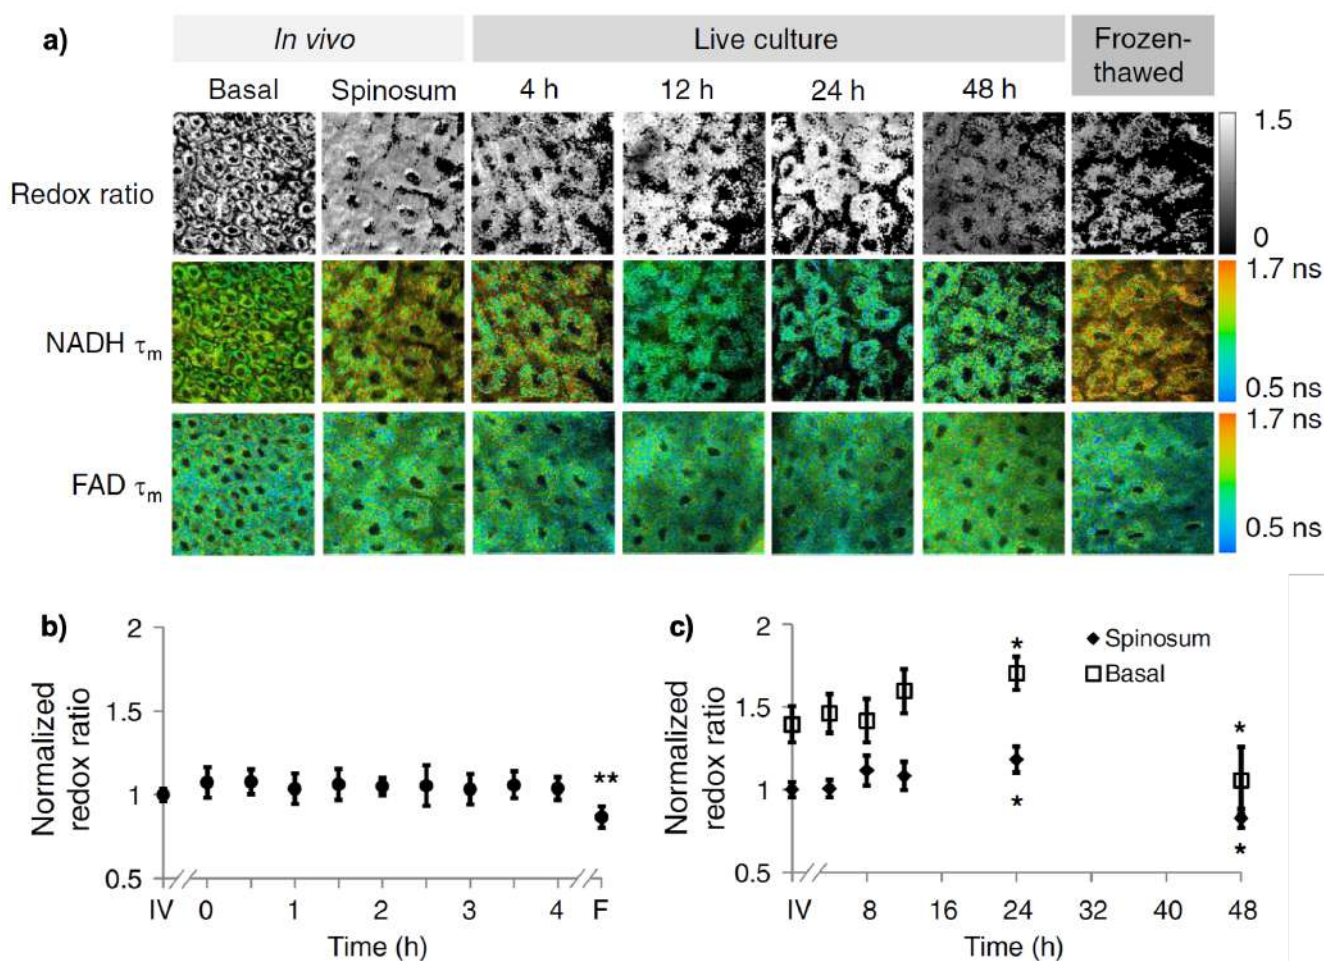 a)
In vivo
Live culture
Frozen-
thawed
Basal
Spinosum
4 h
12 h
24 h
48 h
Redox ratio
1.5
0
NADH τm
1.7 ns
0.5 ns
FAD τm
1.7 ns
0.5 ns
b)
Normalized
redox ratio
2
1.5
1
0.5
**
IV 0 1 2 3 4 F
Time (h)
c)
Normalized
redox ratio
2
1.5
1
0.5
Spinosum
Basal
*
*
*
*
IV 8 16 24 32 40 48
Time (h)